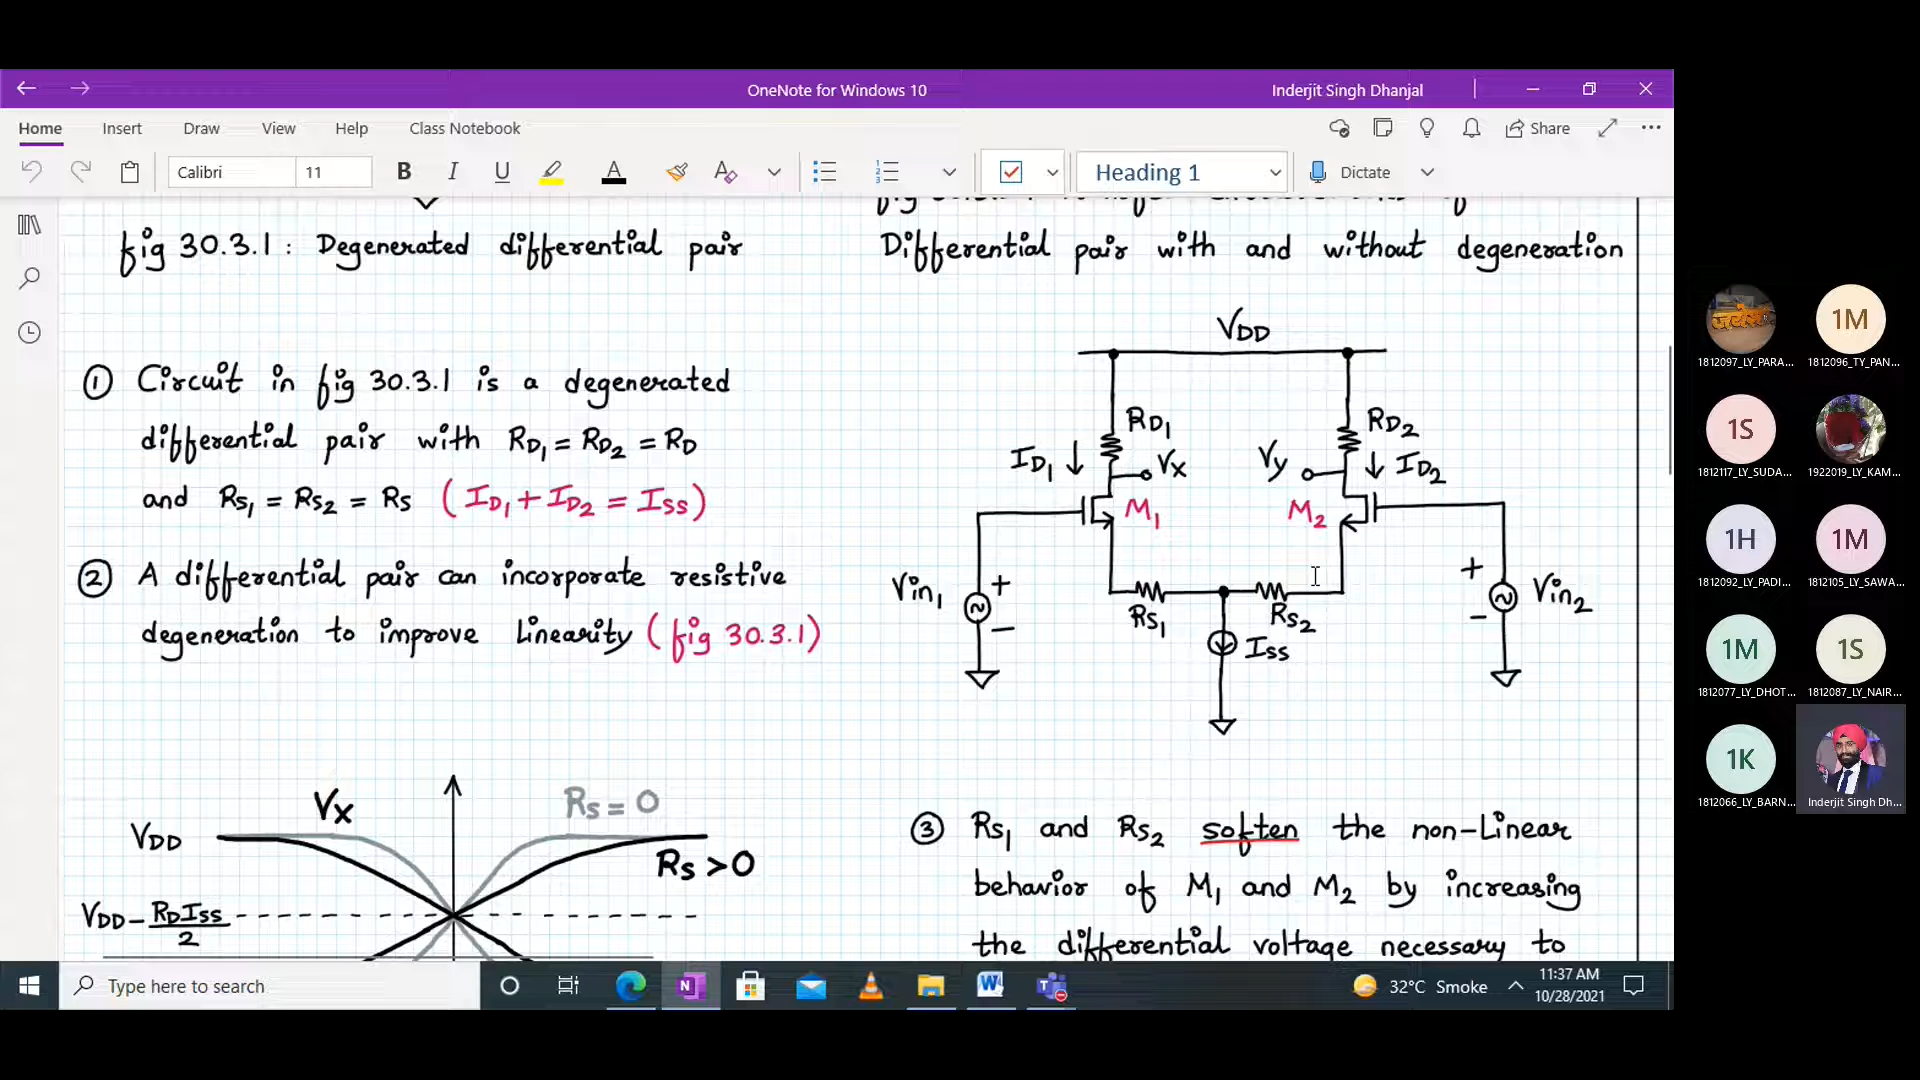 OneNote for Windows 10
Inderjit Singh Dhanjal
Home Insert Draw View Help Class Notebook
Share
Calibri 11 B I U A Heading 1 Dictate
fig 30.3.1 : Degenerated differential pair
① Circuit in fig 30.3.1 is a degenerated
differential pair with RD1 = RD2 = RD
and RS1 = RS2 = RS (ID1 + ID2 = ISS)
② A differential pair can incorporate resistive
degeneration to improve Linearity (fig 30.3.1)
VX
RS = 0
VDD
RS > 0
VDD - RDISS/2
Differential pair with and without degeneration
VDD
RD1
RD2
ID1
VX
VY
ID2
M1
M2
Vin1
+
-
RS1
RS2
ISS
+
-
Vin2
③ RS1 and RS2 soften the non-Linear
behavior of M1 and M2 by increasing
the differential voltage necessary to
Type here to search
32°C Smoke
11:37 AM
10/28/2021
1M
1812097_LY_PARA...
1812096_TY_PAN...
1S
1812117_LY_SUDA...
1922019_LY_KAM...
1H
1M
1812092_LY_PADI...
1812105_LY_SAWA...
1M
1S
1812077_LY_DHOT...
1812087_LY_NAIR...
1K
1812066_LY_BARN...
Inderjit Singh Dh...